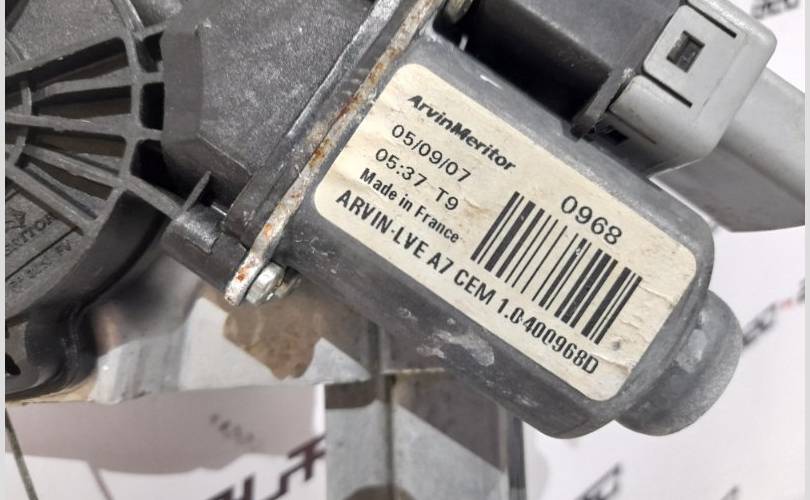 ArvinMeritor
05/09/07
05:37 T9
Made in France
0968
ARVIN-LVE A7 CEM 1.0400968D